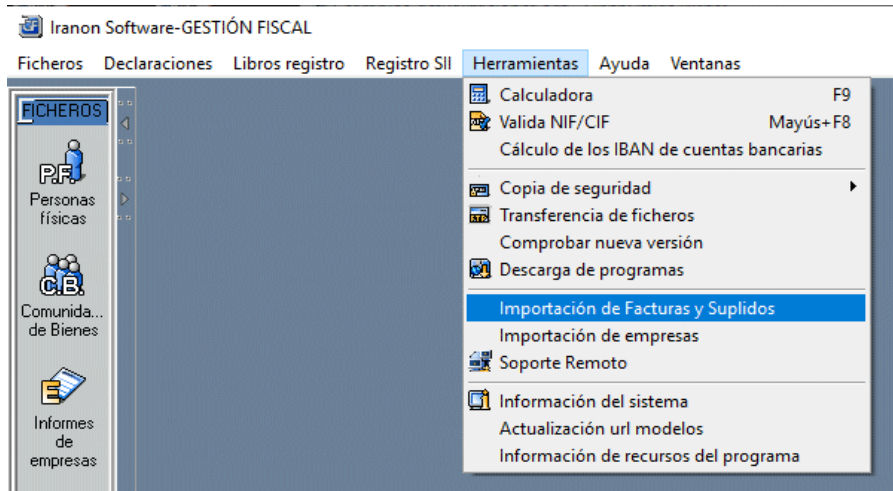 Iranon Software-GESTIÓN FISCAL
Ficheros Declaraciones Libros registro Registro SII Herramientas Ayuda Ventanas
FICHEROS
P.F.
Personas
físicas
C.B.
Comunida...
de Bienes
Informes
de
empresas
Calculadora F9
Valida NIF/CIF Mayús+F8
Cálculo de los IBAN de cuentas bancarias
Copia de seguridad
Transferencia de ficheros
Comprobar nueva versión
Descarga de programas
Importación de Facturas y Suplidos
Importación de empresas
Soporte Remoto
Información del sistema
Actualización url modelos
Información de recursos del programa